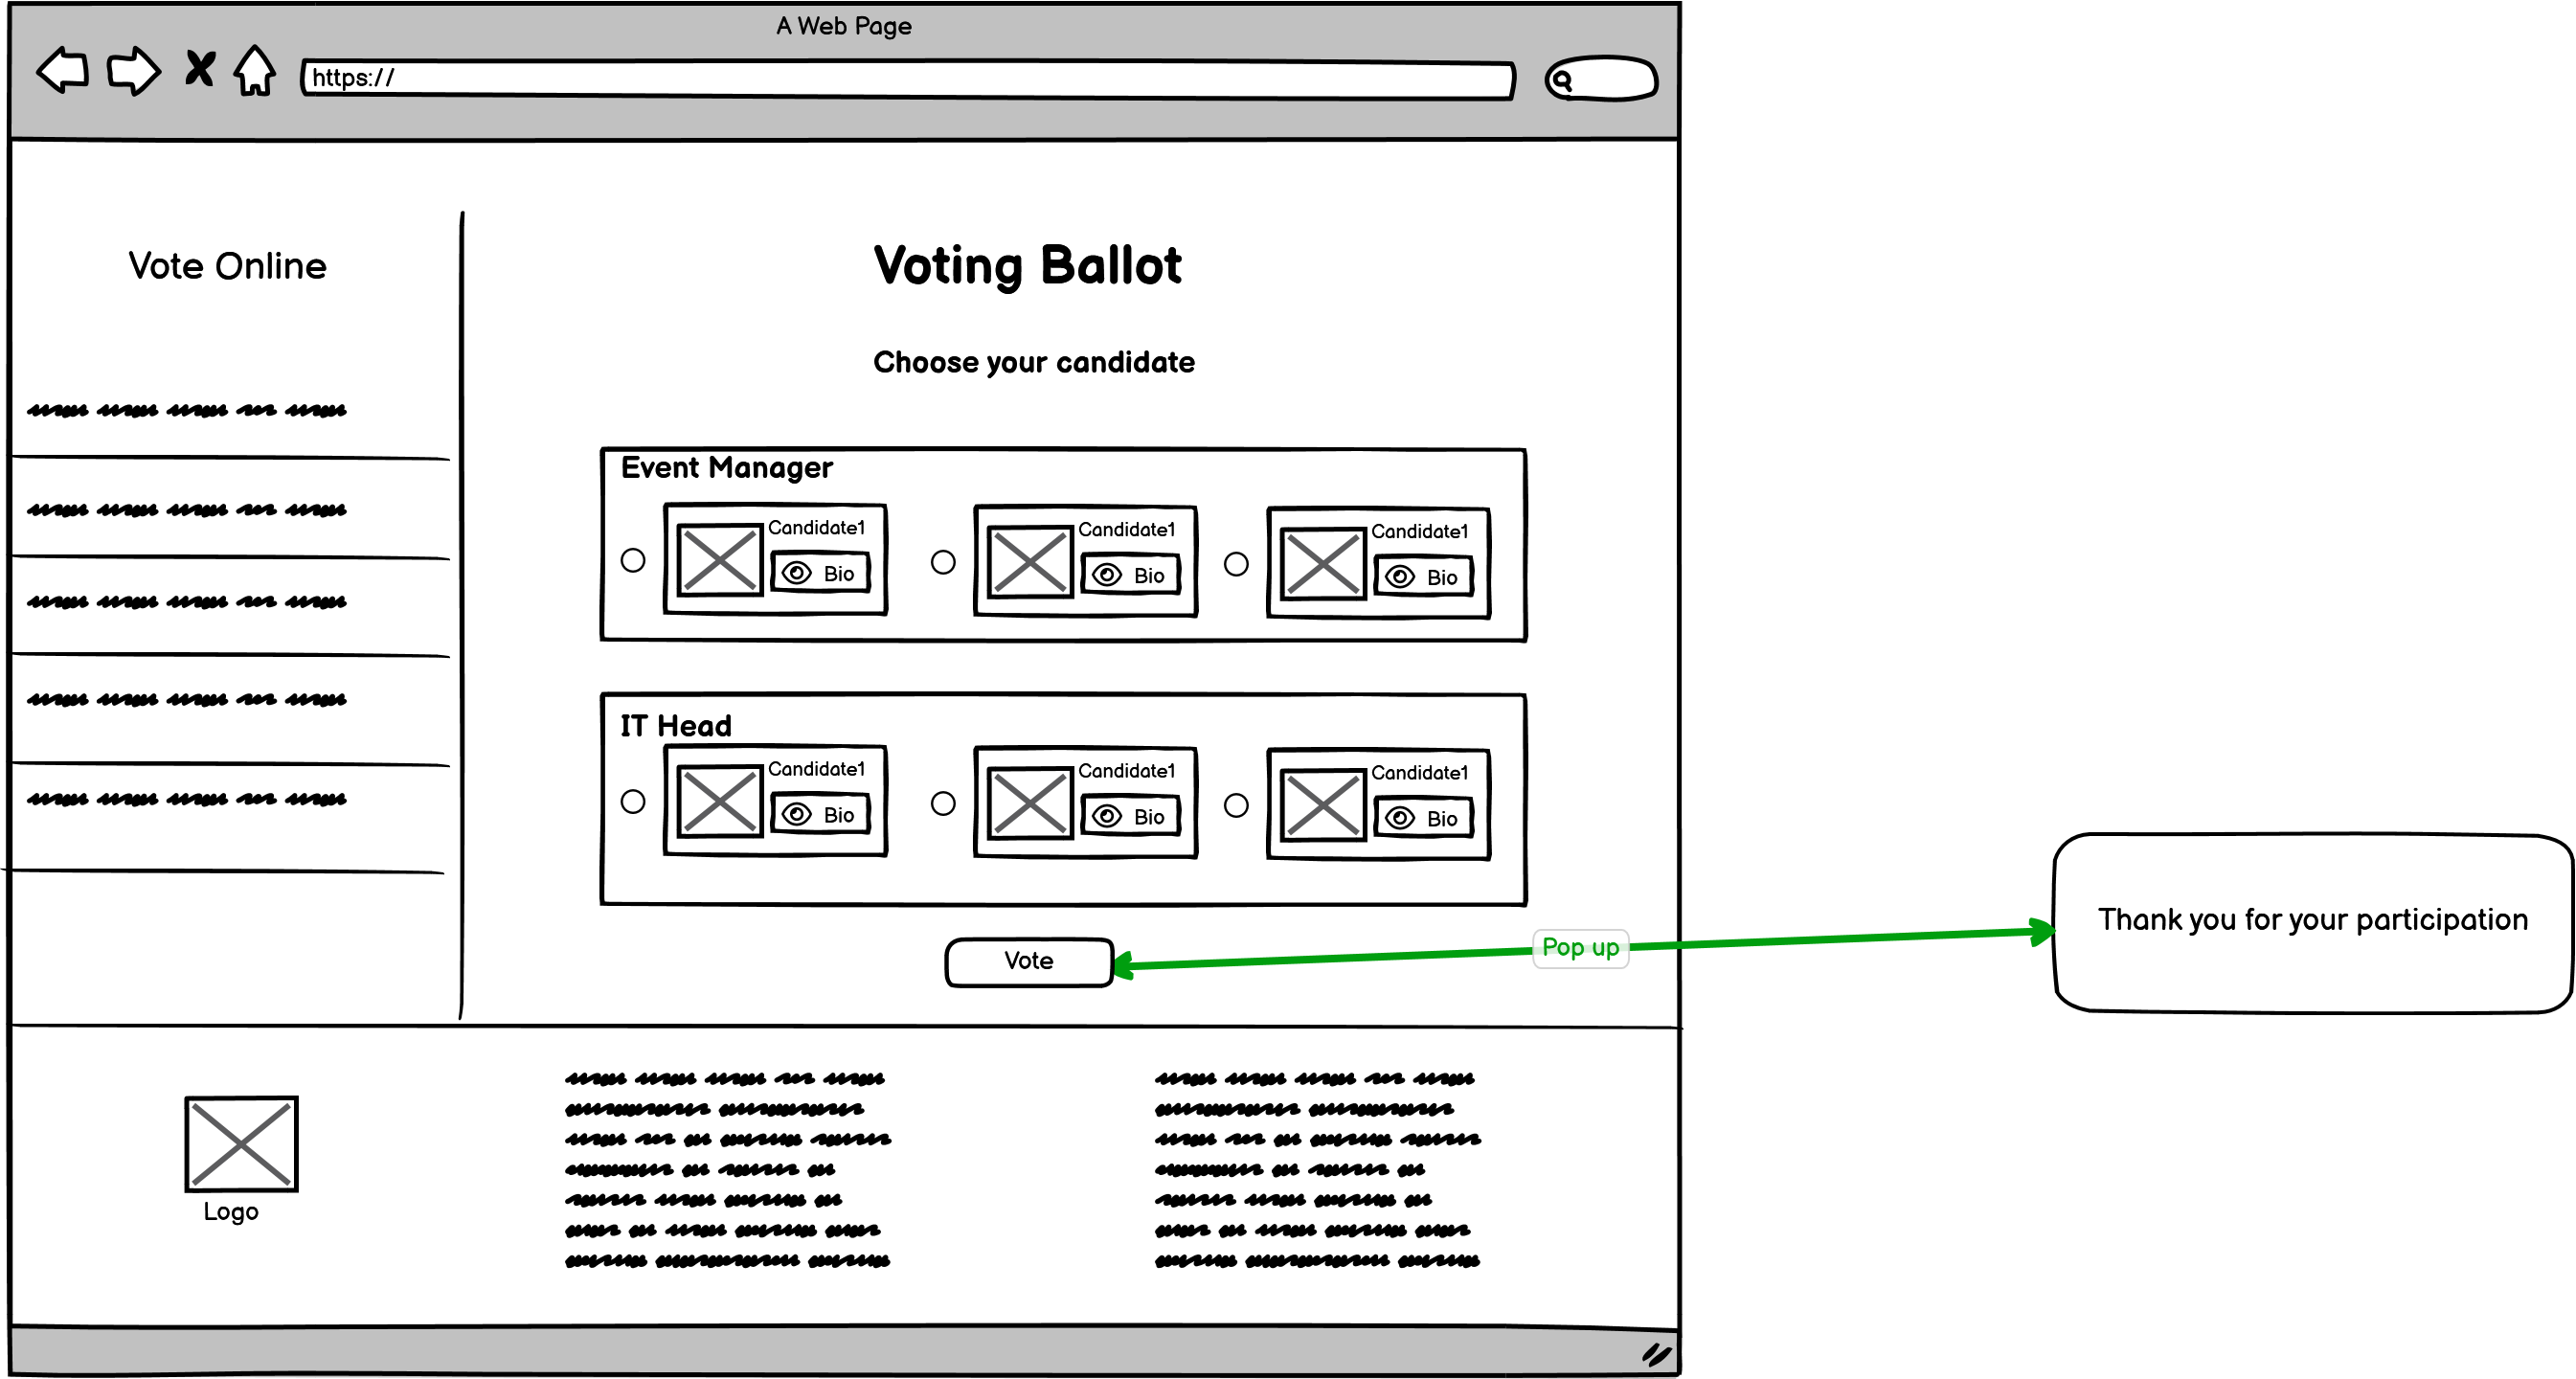 A Web Page
https://
Vote Online
Voting Ballot
Choose your candidate
Event Manager
Candidate1
Bio
Candidate1
Bio
Candidate1
Bio
IT Head
Candidate1
Bio
Candidate1
Bio
Candidate1
Bio
Vote
Pop up
Thank you for your participation
Logo